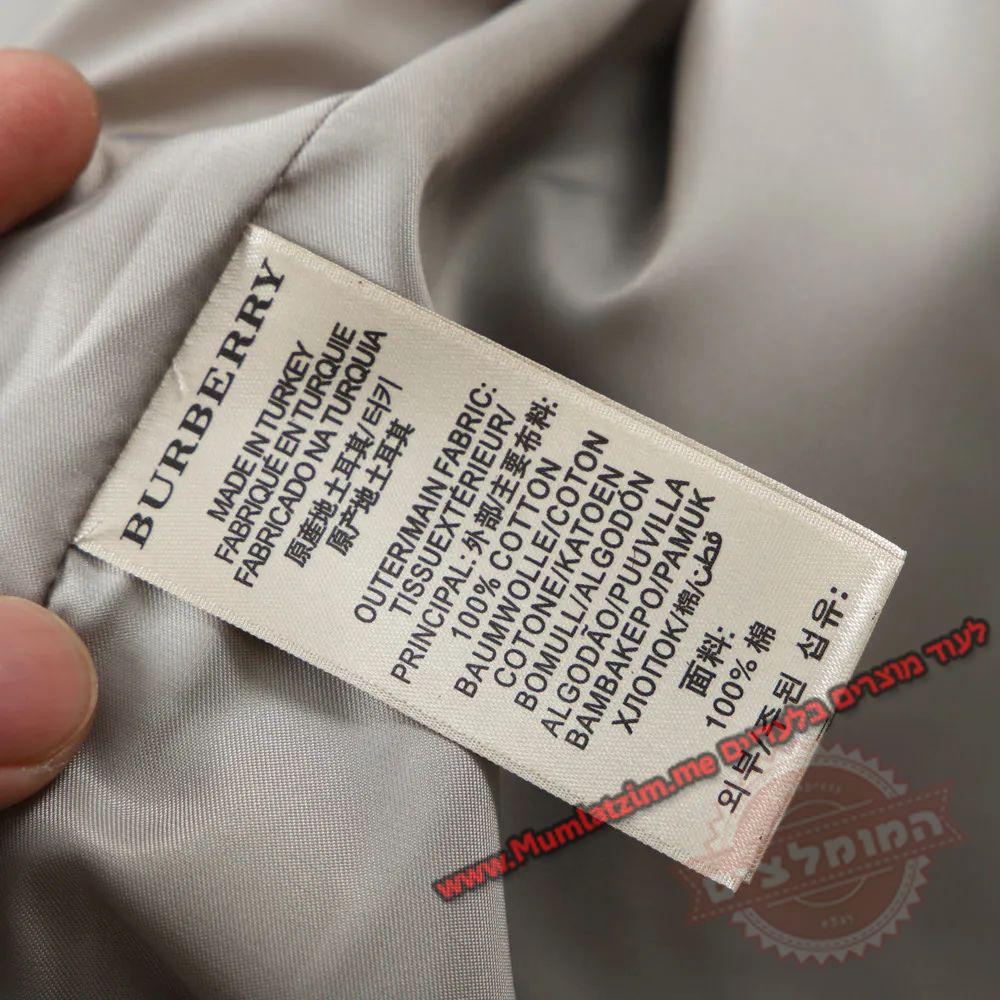 BURBERRY
MADE IN TURKEY
FABRIQUE EN TURQUIE
FABRICADO NA TURQUIA
原產地土耳其/터키
原产地土耳其
OUTER/MAIN FABRIC:
TISSUEXTÉRIEUR/
PRINCIPAL:外部/主要布料:
100% COTTON
BAUMWOLLE/COTON
COTONE/KATOEN
BOMULL/ALGODÓN
ALGODÃO/PUUVILLA
BAMBAKEPO/PAMUK
ХЛОПОК/棉/قطن
面料:
100% 棉
외부/주된 섬유:
לעוד מוצרים בלעדיים www.Mumlatzim.me
המומלצים